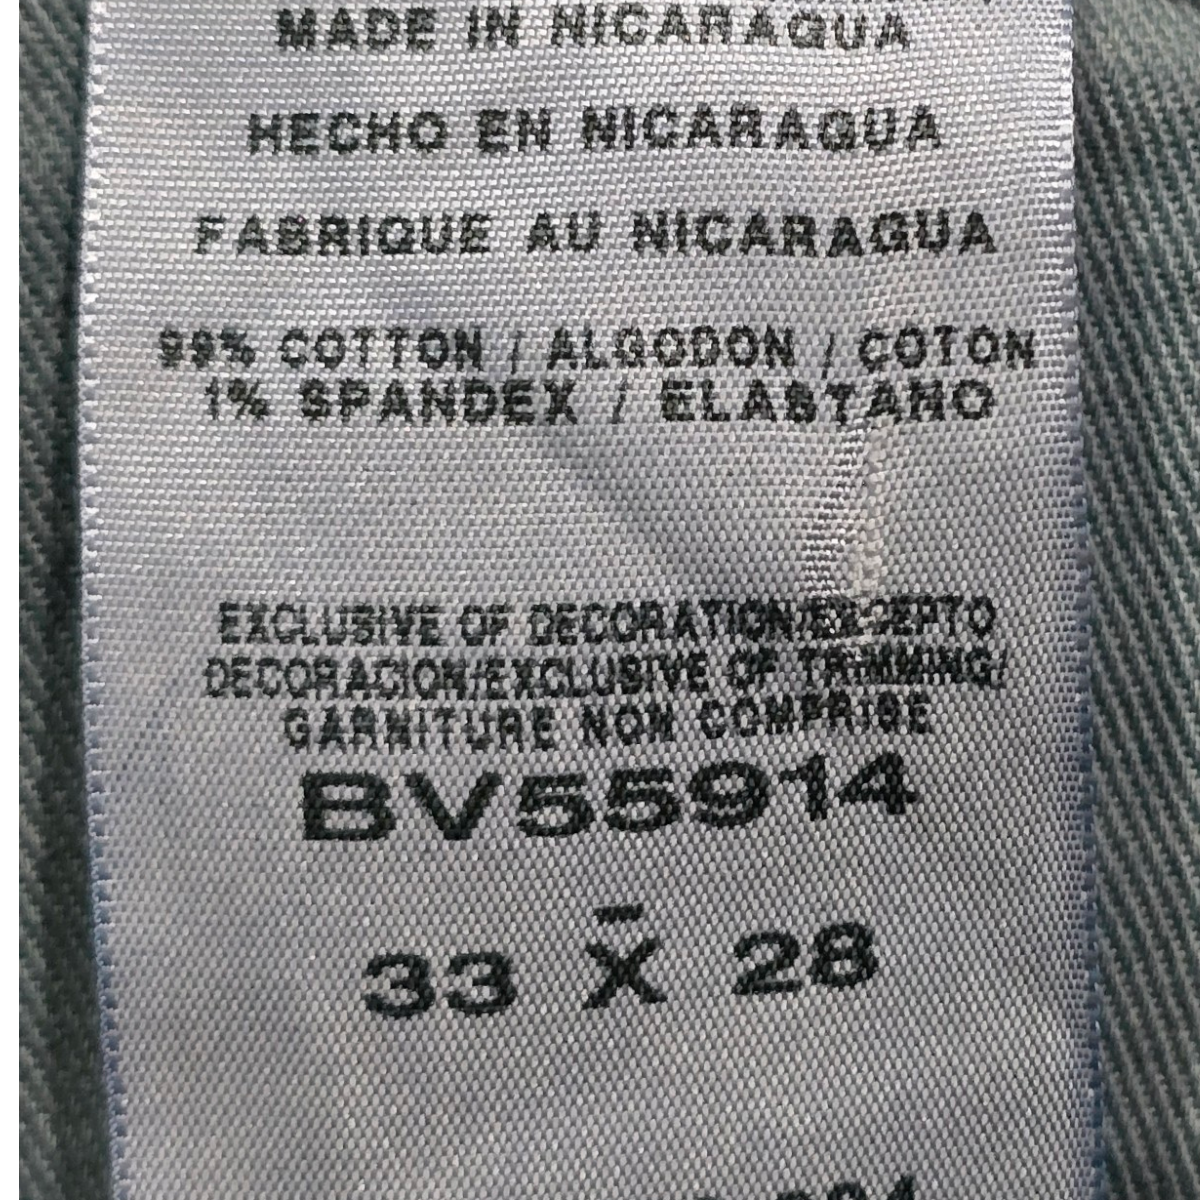 MADE IN NICARAGUA
HECHO EN NICARAGUA
FABRIQUE AU NICARAGUA
99% COTTON / ALGODON / COTON
1% SPANDEX / ELASTANO
EXCLUSIVE OF DECORATION/EXCEPTO
DECORACION/EXCLUSIVE OF TRIMMING/
GARNITURE NON COMPRISE
BV55914
33 X 28